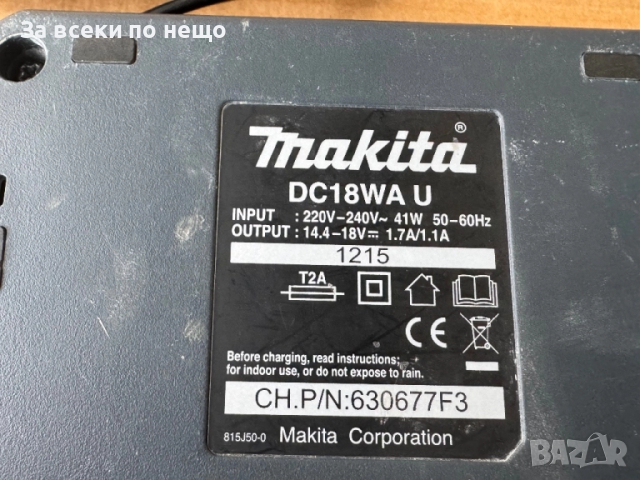 За всеки по нещо
makita®
DC18WA U
INPUT : 220V–240V~ 41W 50–60Hz
OUTPUT : 14.4–18V⎓ 1.7A/1.1A
1215
T2A
CE
Before charging, read instructions;
for indoor use, or do not expose to rain.
CH.P/N:630677F3
815J50-0 Makita Corporation
BAZAR